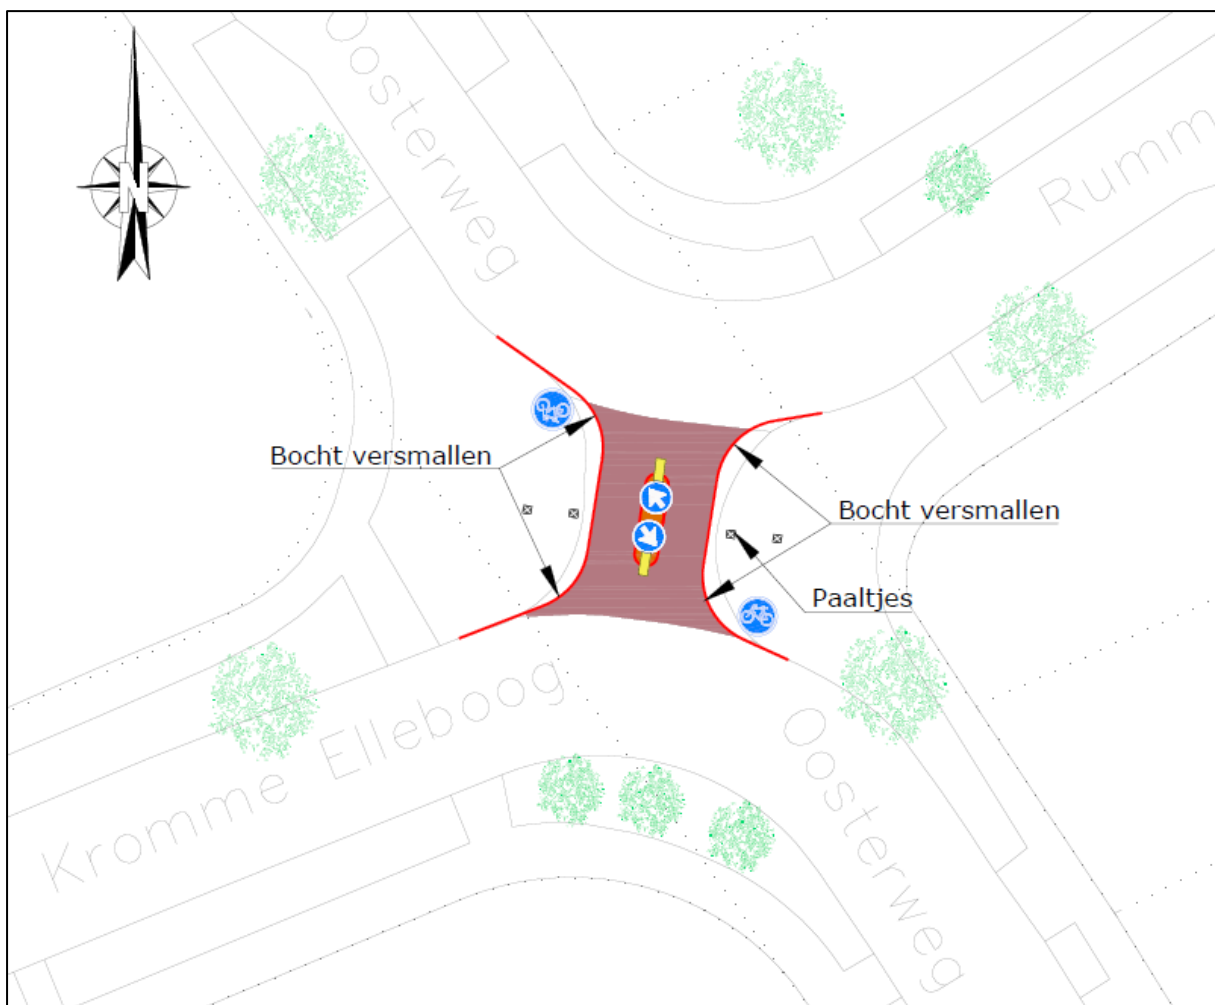 Oosterweg
Rumm
N
Bocht versmallen
Bocht versmallen
Paaltjes
Kromme Elleboog
Oosterweg